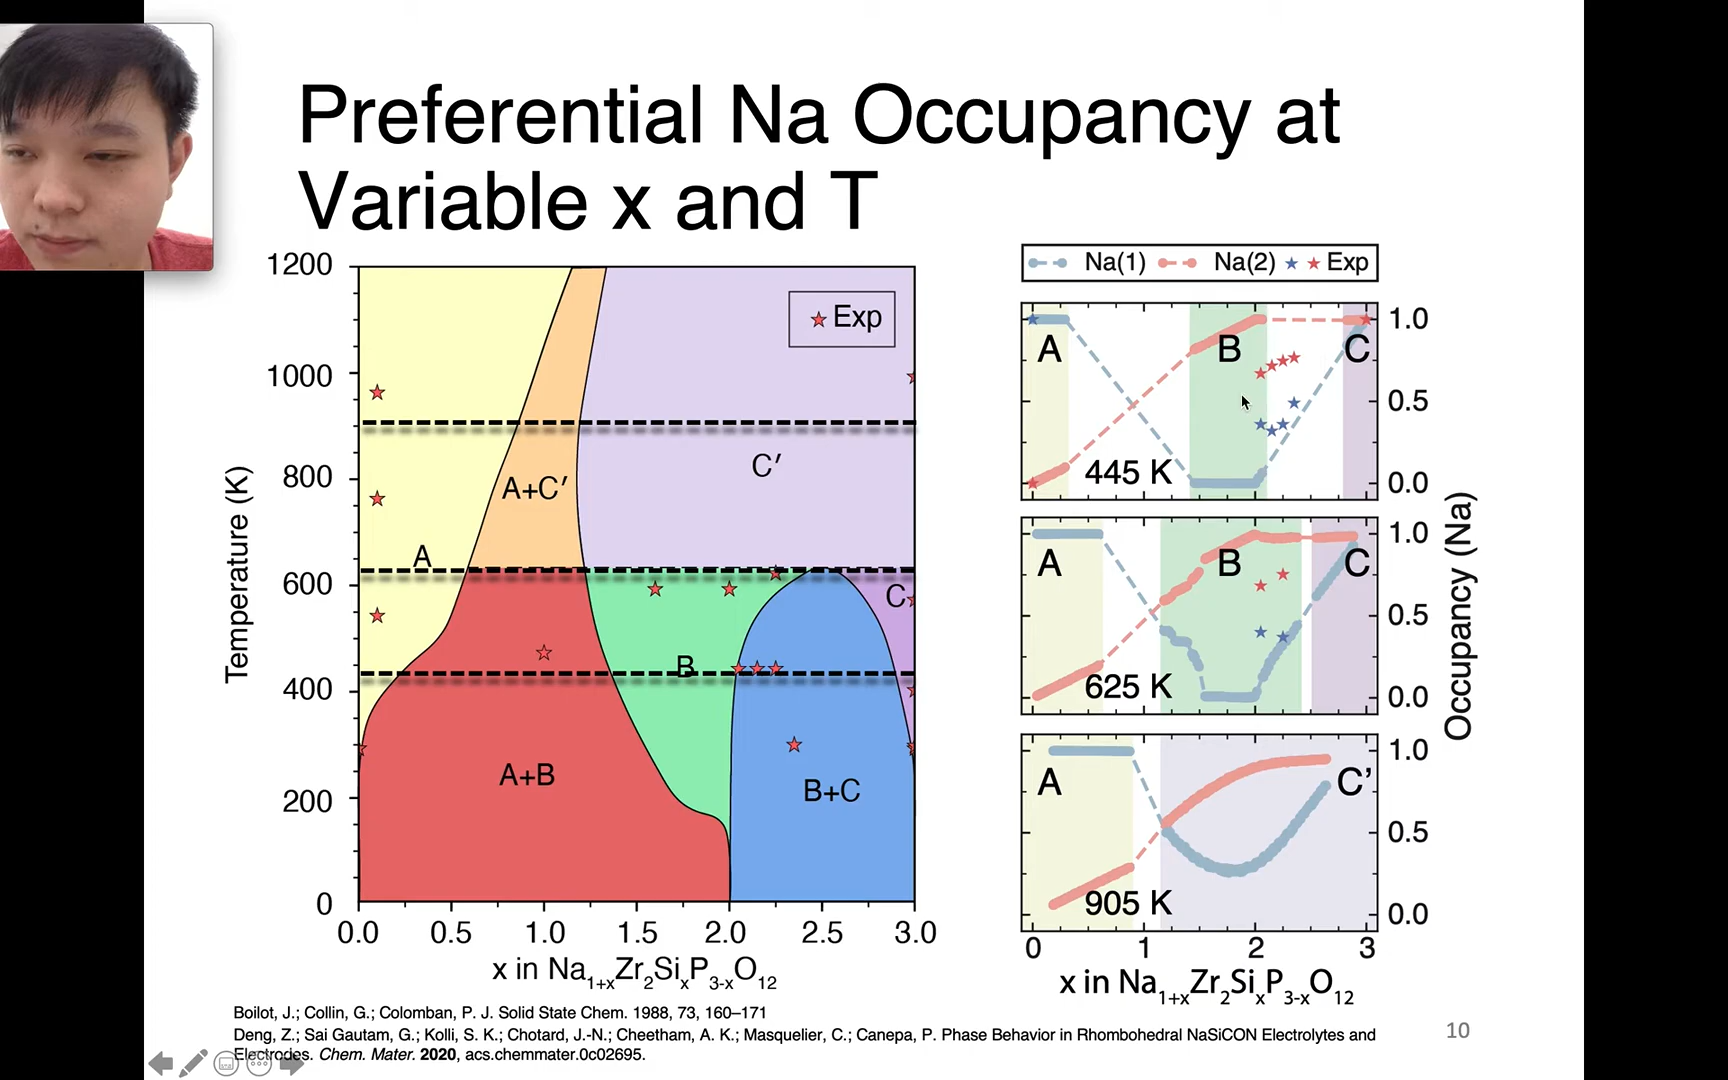 Preferential Na Occupancy at
Variable x and T
1200
1000
800
600
400
200
0
Temperature (K)
Exp
A+C′
C′
A
C
B
A+B
B+C
0.0 0.5 1.0 1.5 2.0 2.5 3.0
x in Na1+xZr2SixP3-xO12
Na(1) Na(2) Exp
A B C
445 K
1.0
0.5
0.0
A B C
625 K
1.0
0.5
0.0
A C'
905 K
1.0
0.5
0.0
Occupancy (Na)
0 1 2 3
x in Na1+xZr2SixP3-xO12
Boilot, J.; Collin, G.; Colomban, P. J. Solid State Chem. 1988, 73, 160–171
Deng, Z.; Sai Gautam, G.; Kolli, S. K.; Chotard, J.-N.; Cheetham, A. K.; Masquelier, C.; Canepa, P. Phase Behavior in Rhombohedral NaSiCON Electrolytes and
Electrodes. Chem. Mater. 2020, acs.chemmater.0c02695.
10